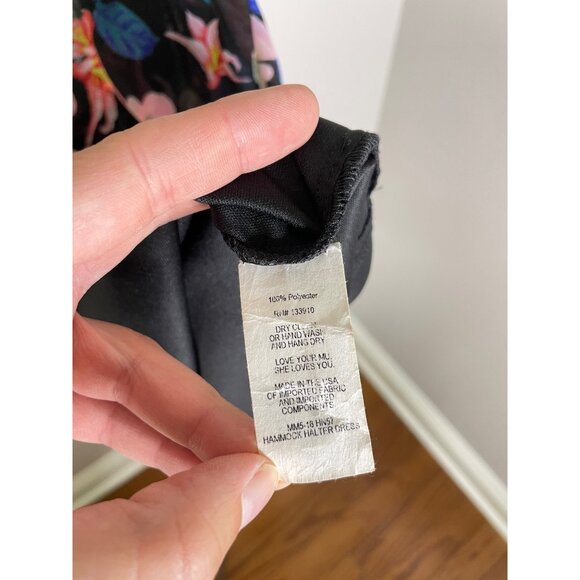 100% Polyester
RN# 133910
DRY CLEAN
OR HAND WASH
AND HANG DRY
LOVE YOUR MU,
SHE LOVES YOU.
MADE IN THE USA
OF IMPORTED FABRIC
AND IMPORTED
COMPONENTS
MM5-18 HN57
HAMMOCK HALTER DRESS